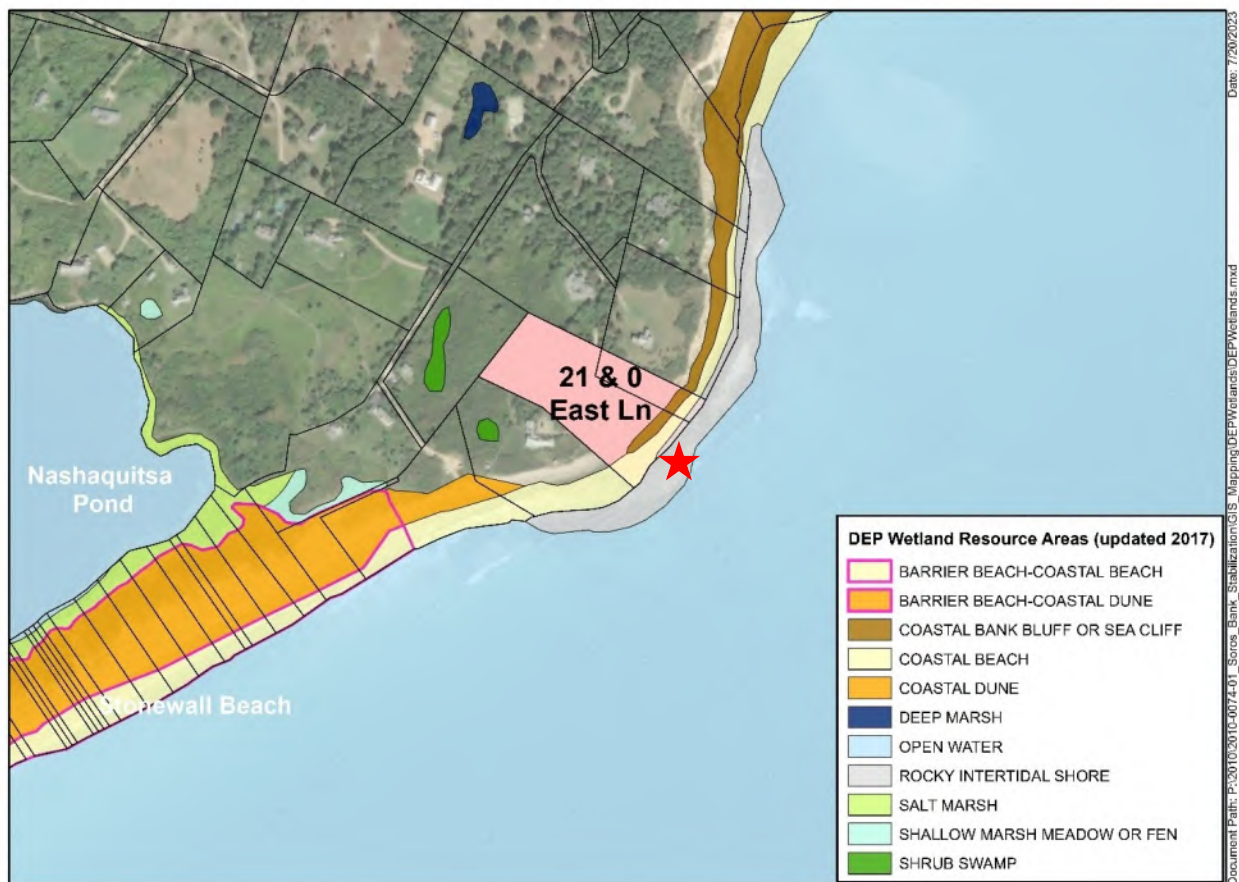 21 & 0
East Ln
Nashaquitsa
Pond
Stonewall Beach
DEP Wetland Resource Areas (updated 2017)
BARRIER BEACH-COASTAL BEACH
BARRIER BEACH-COASTAL DUNE
COASTAL BANK BLUFF OR SEA CLIFF
COASTAL BEACH
COASTAL DUNE
DEEP MARSH
OPEN WATER
ROCKY INTERTIDAL SHORE
SALT MARSH
SHALLOW MARSH MEADOW OR FEN
SHRUB SWAMP
Date: 7/20/2023
Document Path: P:\2010\2010-0074-01_Soros_Bank_Stabilization\GIS_Mapping\DEPWetlands\DEPWetlands.mxd